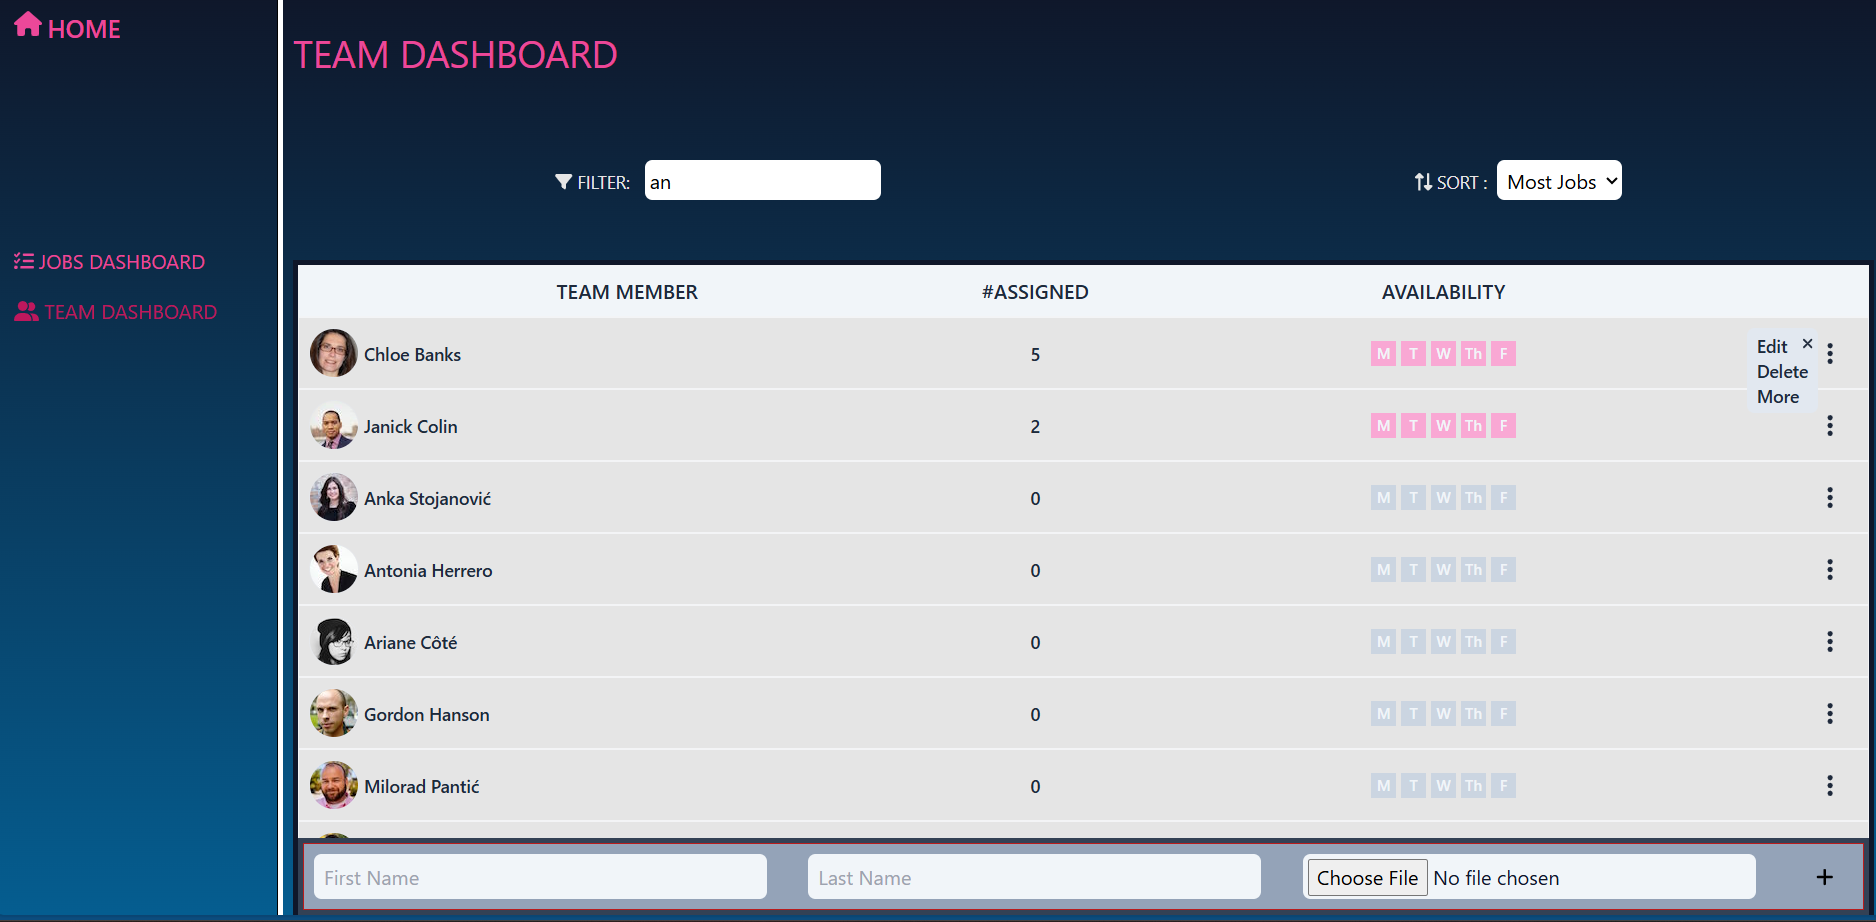 HOME
TEAM DASHBOARD
FILTER: an
SORT : Most Jobs
JOBS DASHBOARD
TEAM DASHBOARD
TEAM MEMBER #ASSIGNED AVAILABILITY
Chloe Banks 5 M T W Th F
Edit ×
Delete
More
Janick Colin 2 M T W Th F
Anka Stojanović 0 M T W Th F
Antonia Herrero 0 M T W Th F
Ariane Côté 0 M T W Th F
Gordon Hanson 0 M T W Th F
Milorad Pantić 0 M T W Th F
First Name Last Name Choose File No file chosen +